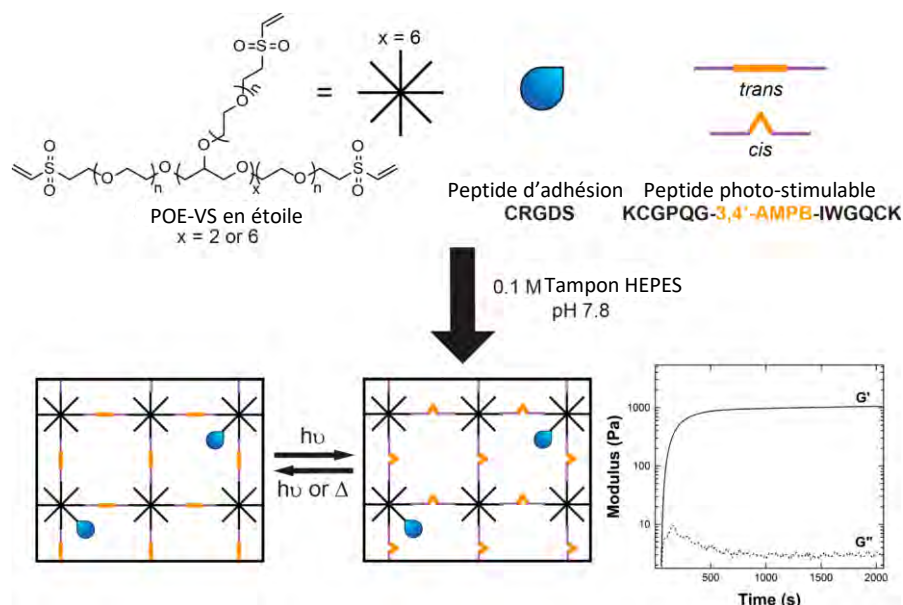 O
S
O
x = 6
O
n
=
O
O
O
S
O
n
O
O
x
O
n
S
O
O
trans
cis
POE-VS en étoile
x = 2 or 6
Peptide d'adhésion
CRGDS
Peptide photo-stimulable
KCGPQG-3,4'-AMPB-IWGQCK
0.1 M Tampon HEPES
pH 7.8
hυ
hυ or Δ
Modulus (Pa)
1000
100
10
G'
G"
500
1000
1500
2000
Time (s)